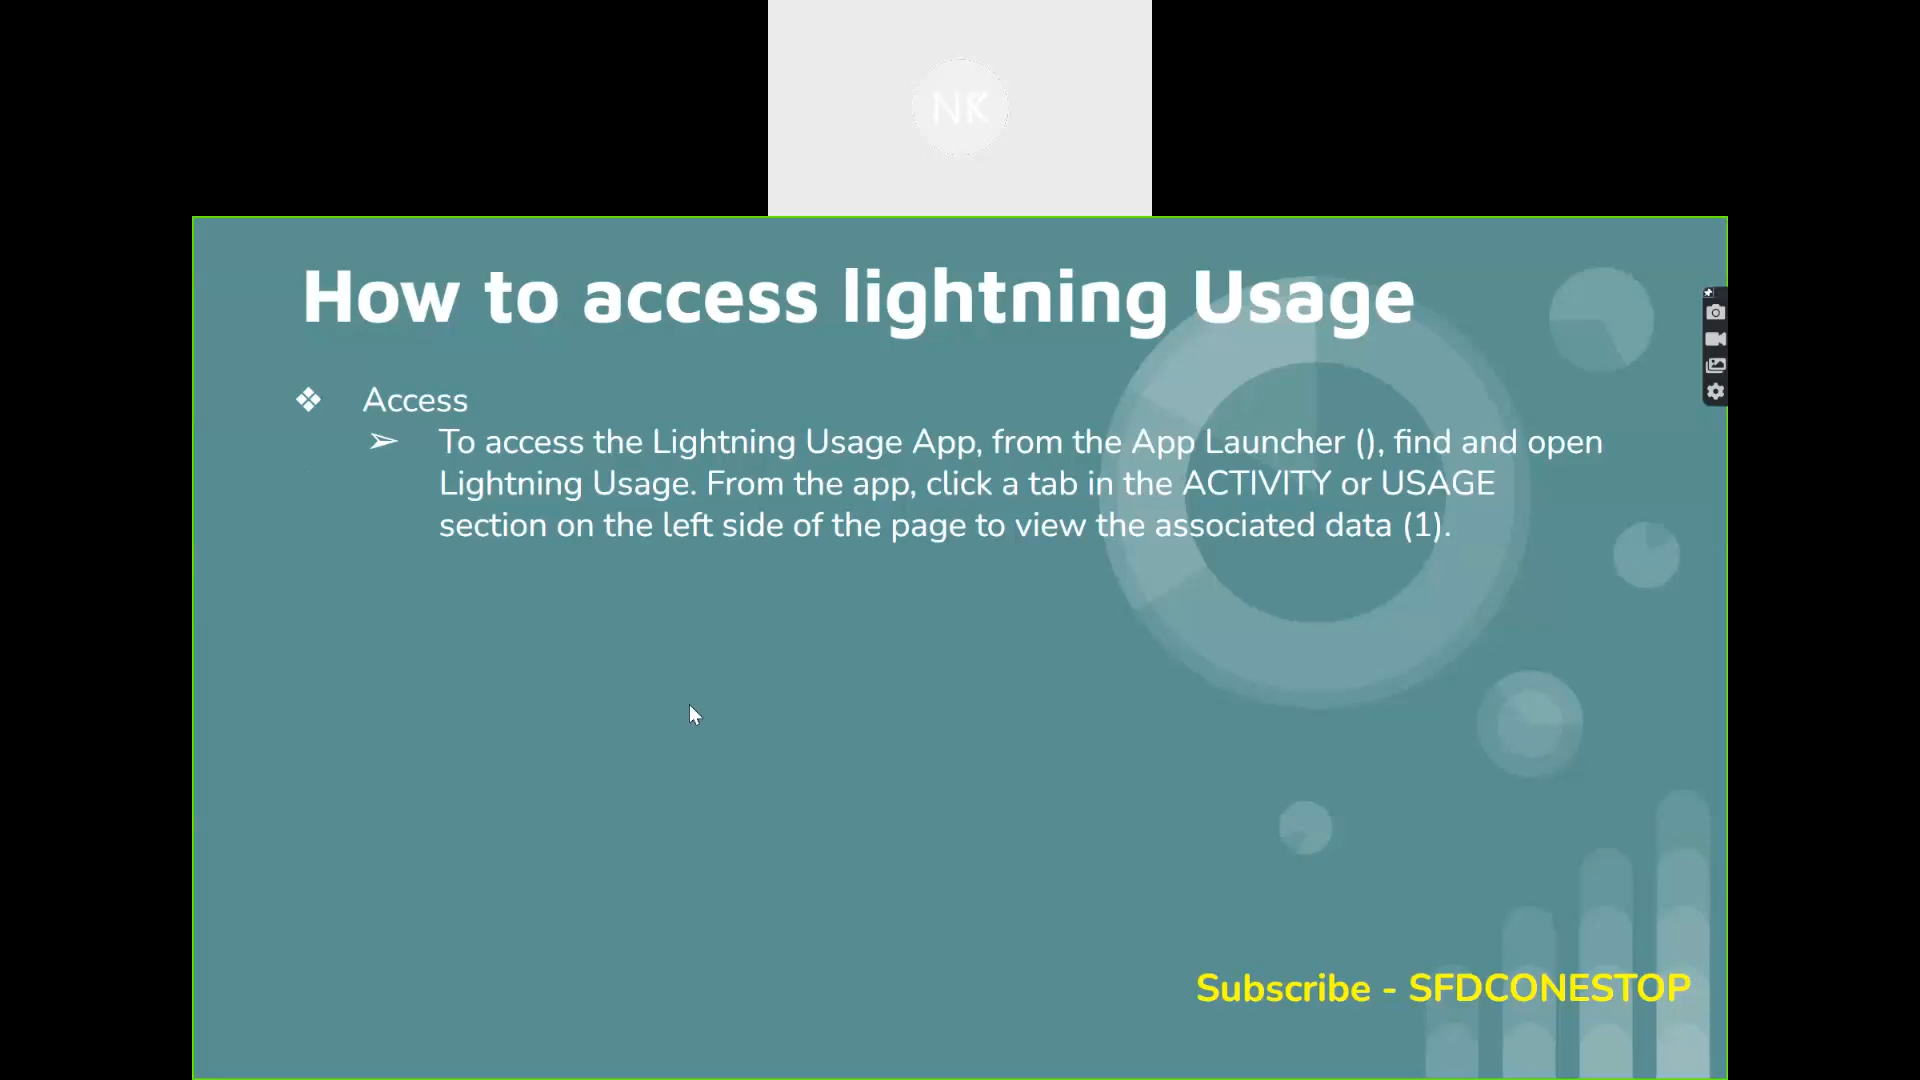 NK
How to access lightning Usage
❖ Access
➢ To access the Lightning Usage App, from the App Launcher (), find and open
Lightning Usage. From the app, click a tab in the ACTIVITY or USAGE
section on the left side of the page to view the associated data (1).
Subscribe - SFDCONESTOP